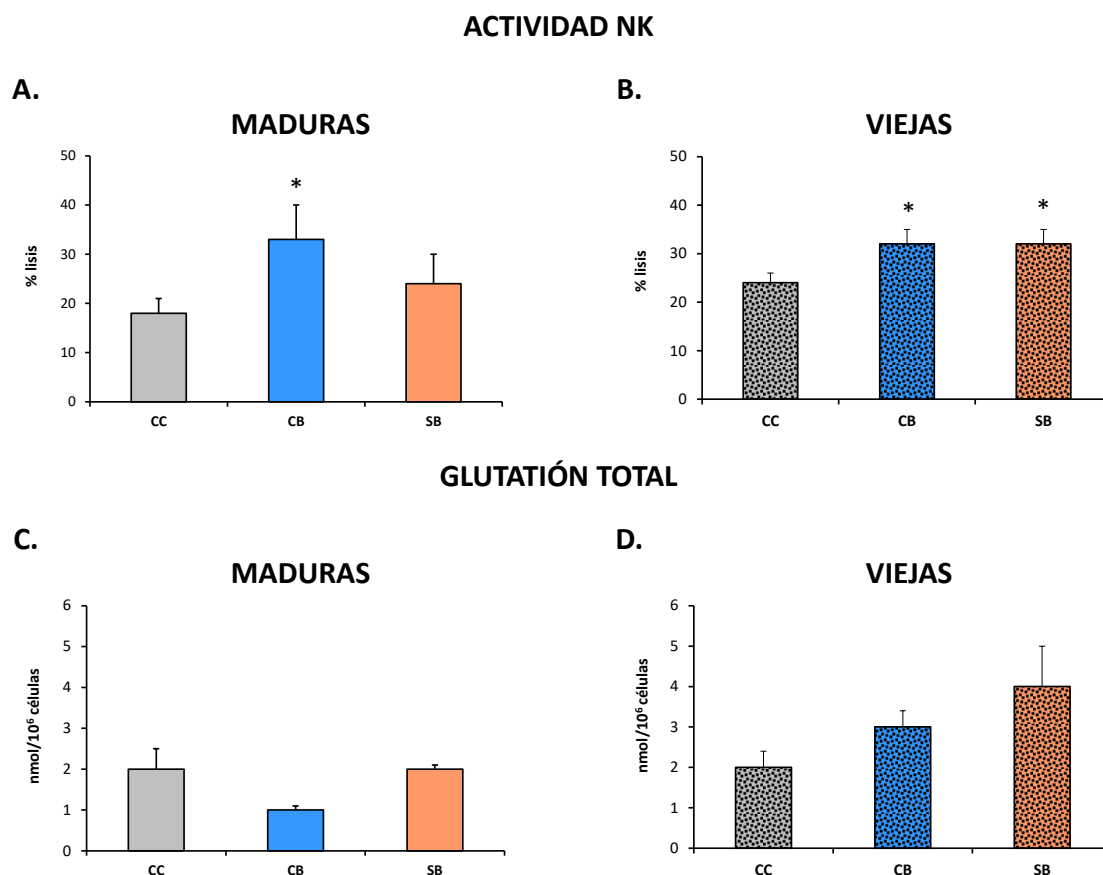 ACTIVIDAD NK
A.
MADURAS
50
40
30
20
10
0
% lisis
*
CC
CB
SB
B.
VIEJAS
50
40
30
20
10
0
% lisis
*
*
CC
CB
SB
GLUTATIÓN TOTAL
C.
MADURAS
6
5
4
3
2
1
0
nmol/10⁶ células
CC
CB
SB
D.
VIEJAS
6
5
4
3
2
1
0
nmol/10⁶ células
CC
CB
SB